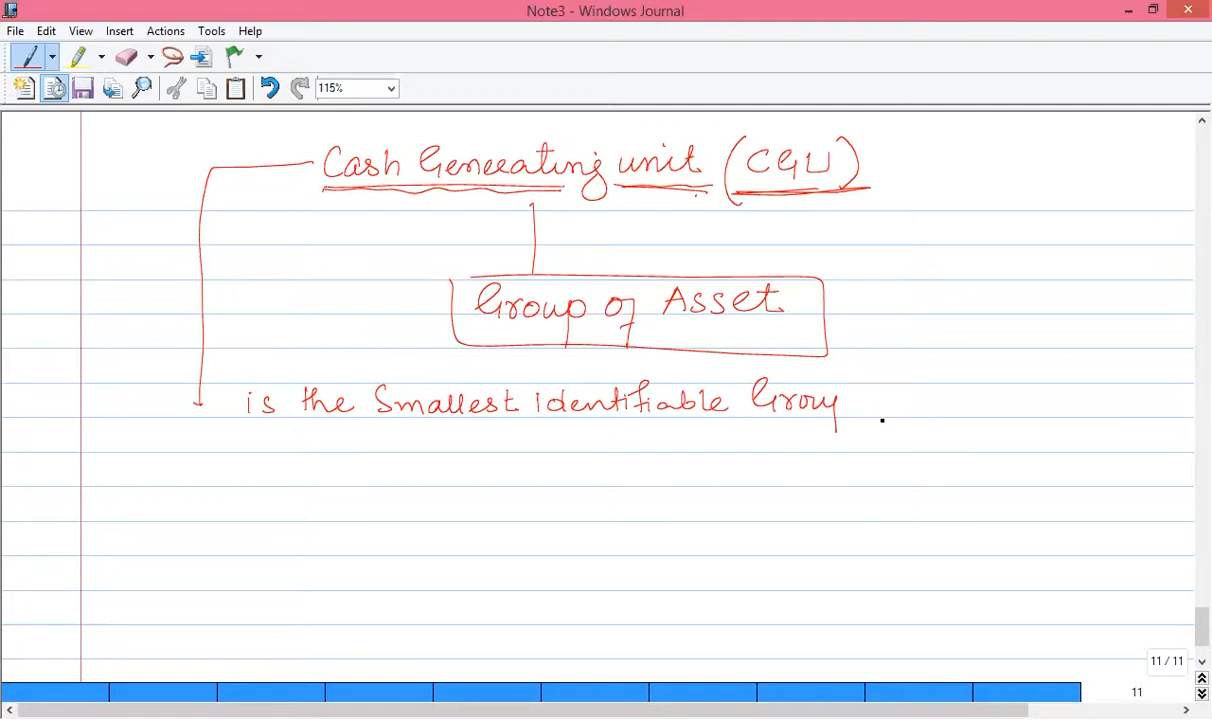 Note3 - Windows Journal
File Edit View Insert Actions Tools Help
115%
Cash Generating unit (CGU)
Group of Asset
is the Smallest identifiable Group
11 / 11
11